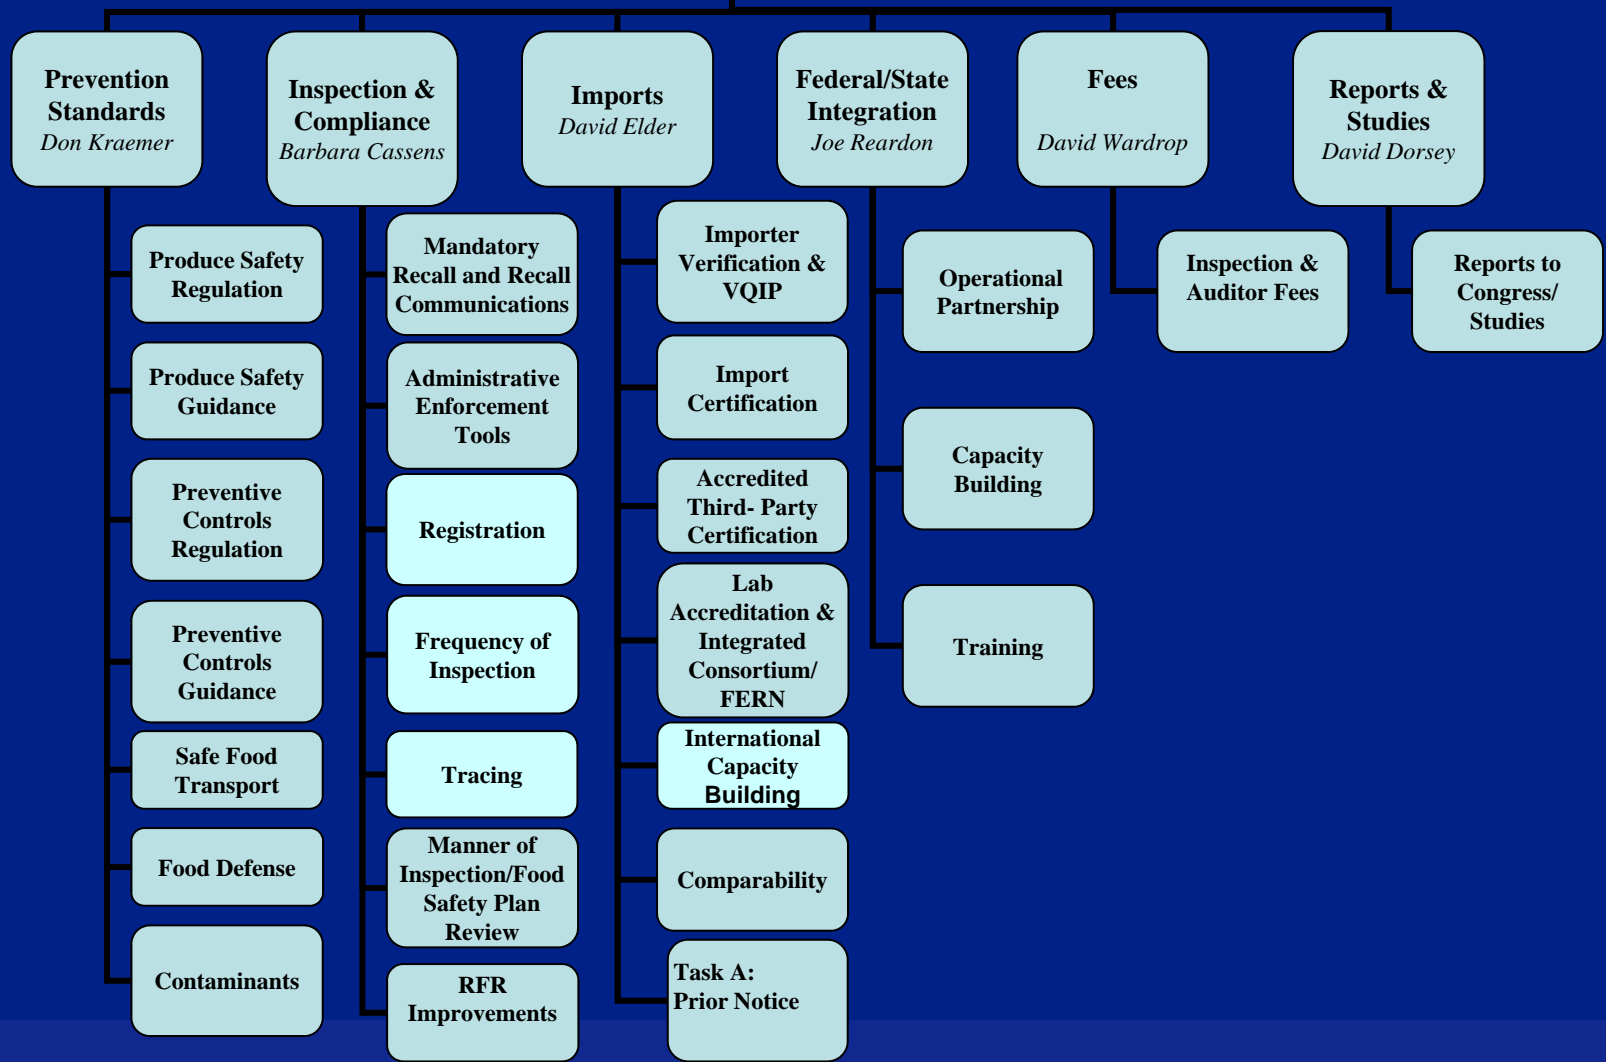 Prevention
Standards
Don Kraemer
Inspection &
Compliance
Barbara Cassens
Imports
David Elder
Federal/State
Integration
Joe Reardon
Fees
David Wardrop
Reports &
Studies
David Dorsey
Produce Safety
Regulation
Produce Safety
Guidance
Preventive
Controls
Regulation
Preventive
Controls
Guidance
Safe Food
Transport
Food Defense
Contaminants
Mandatory
Recall and Recall
Communications
Administrative
Enforcement
Tools
Registration
Frequency of
Inspection
Tracing
Manner of
Inspection/Food
Safety Plan
Review
RFR
Improvements
Importer
Verification &
VQIP
Import
Certification
Accredited
Third- Party
Certification
Lab
Accreditation &
Integrated
Consortium/
FERN
International
Capacity
Building
Comparability
Task A:
Prior Notice
Operational
Partnership
Capacity
Building
Training
Inspection &
Auditor Fees
Reports to
Congress/
Studies